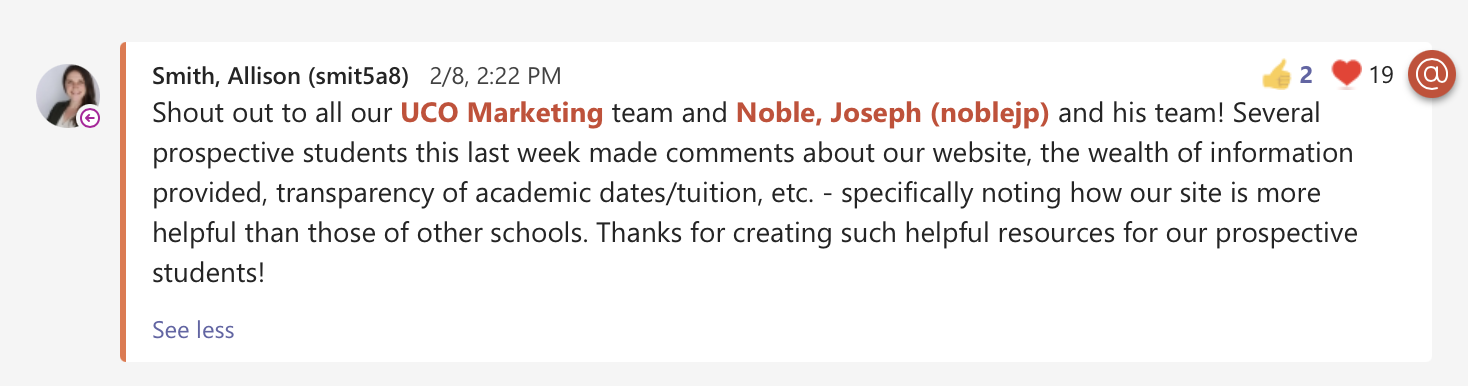 Smith, Allison (smit5a8) 2/8, 2:22 PM 2 19 @
Shout out to all our UCO Marketing team and Noble, Joseph (noblejp) and his team! Several
prospective students this last week made comments about our website, the wealth of information
provided, transparency of academic dates/tuition, etc. - specifically noting how our site is more
helpful than those of other schools. Thanks for creating such helpful resources for our prospective
students!
See less